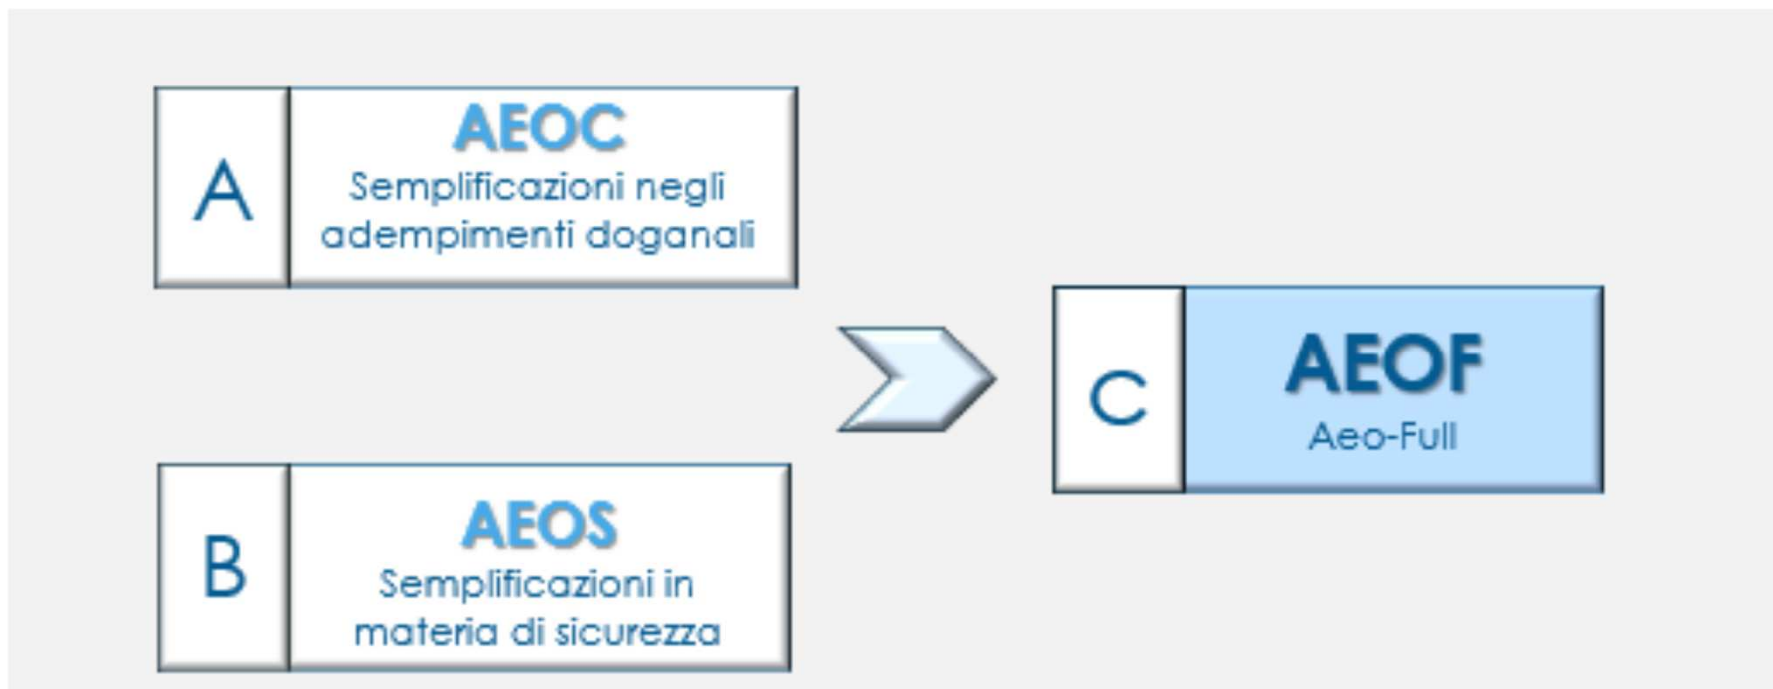 A
AEOC
Semplificazioni negli
adempimenti doganali
B
AEOS
Semplificazioni in
materia di sicurezza
C
AEOF
Aeo-Full